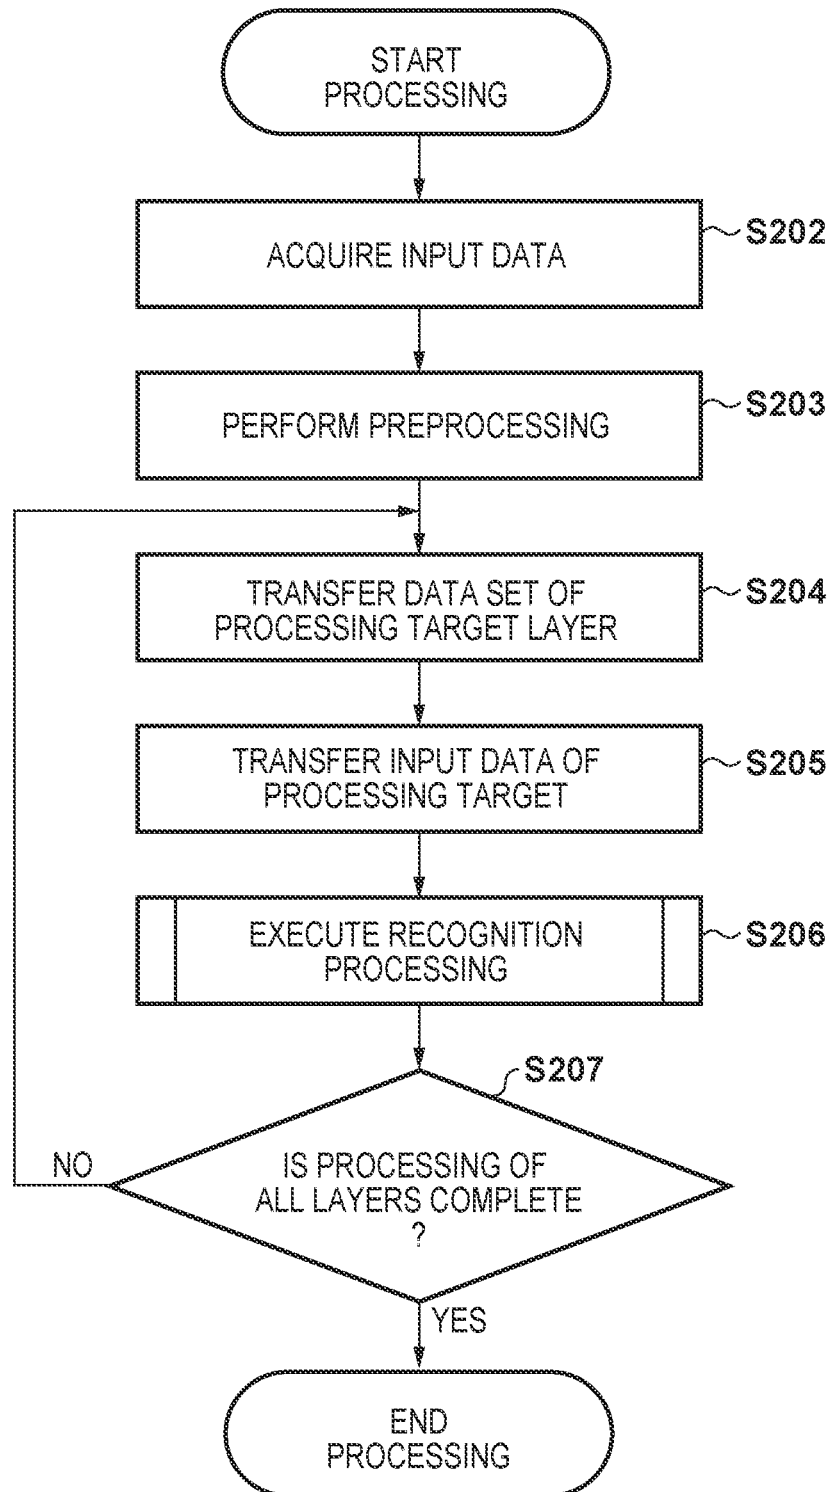 START
PROCESSING
ACQUIRE INPUT DATA
S202
PERFORM PREPROCESSING
S203
TRANSFER DATA SET OF
PROCESSING TARGET LAYER
S204
TRANSFER INPUT DATA OF
PROCESSING TARGET
S205
EXECUTE RECOGNITION
PROCESSING
S206
S207
IS PROCESSING OF
ALL LAYERS COMPLETE
?
NO
YES
END
PROCESSING